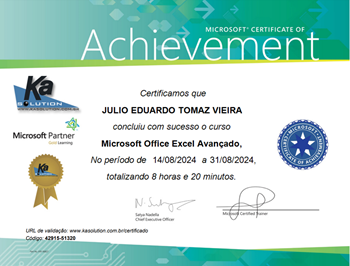 MICROSOFT® CERTIFICATE OF
Achievement
Ka
SOLUTION
Certificamos que
JULIO EDUARDO TOMAZ VIEIRA
concluiu com sucesso o curso
Microsoft Partner
Gold Learning
Microsoft Office Excel Avançado,
No período de 14/08/2024 a 31/08/2024,
totalizando 8 horas e 20 minutos.
MICROSOFT
CERTIFICATE OF ACHIEVEMENT
Ka
Satya Nadella
Chief Executive Officer
Microsoft Certified Trainer
URL de validação: www.kasolution.com.br/certificado
Código: 42915-51320